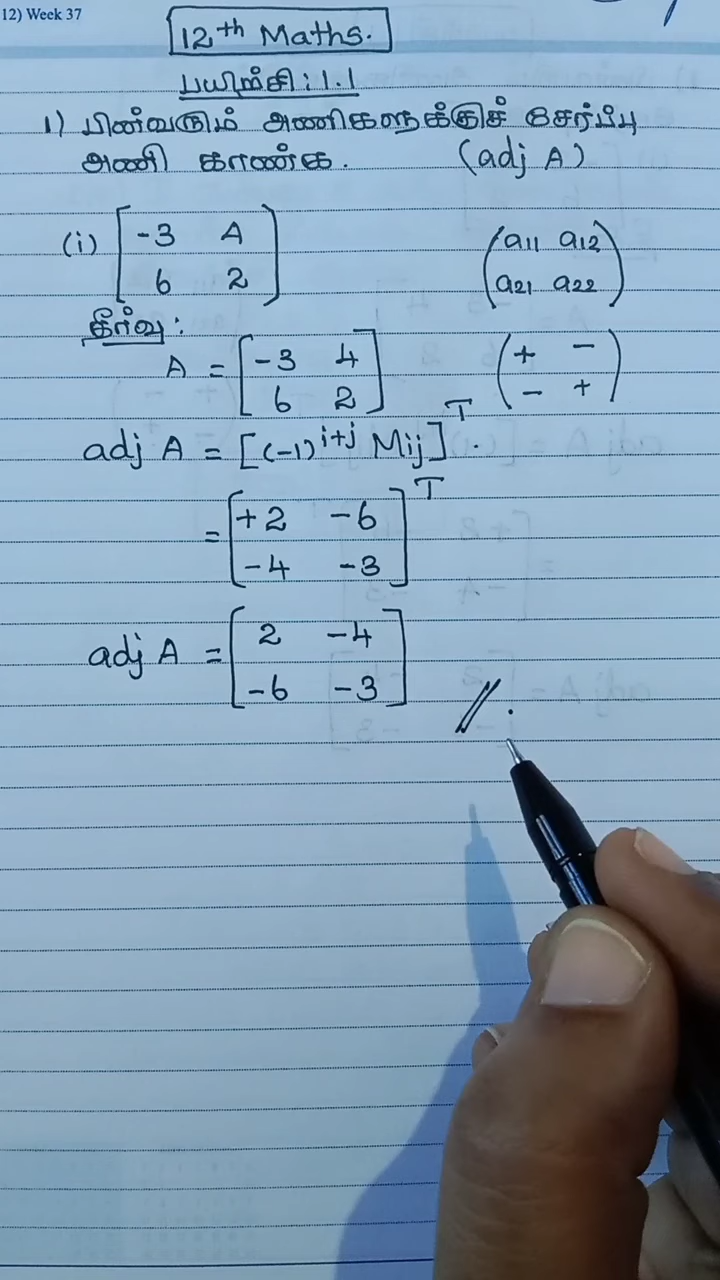 12) Week 37
12th Maths.
பயிற்சி : 1.1
1) பின்வரும் அணிகளுக்குச் சேர்ப்பு
அணி காண்க. (adj A)
(i) [-3 A
6 2]
(a11 a12
a21 a22)
தீர்வு :
A = [-3 4
6 2]
(+ -
- +)
adj A = [(-1)^i+j Mij]^T.
= [+2 -6
-4 -3]^T
adj A = [2 -4
-6 -3] //.